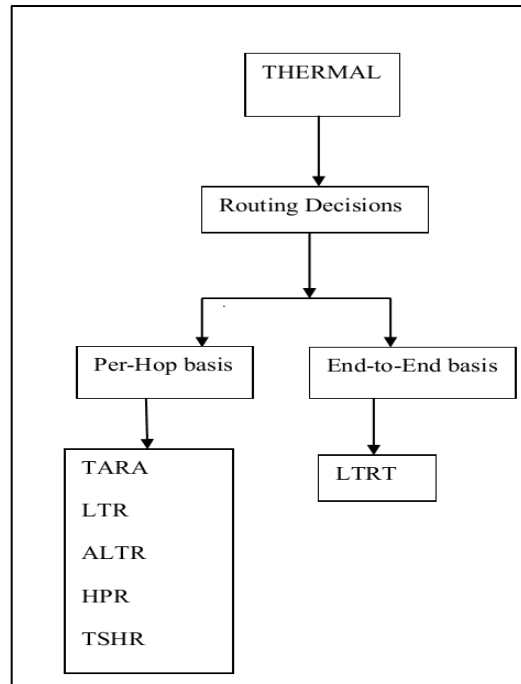 THERMAL
Routing Decisions
Per-Hop basis
End-to-End basis
TARA
LTR
ALTR
HPR
TSHR
LTRT